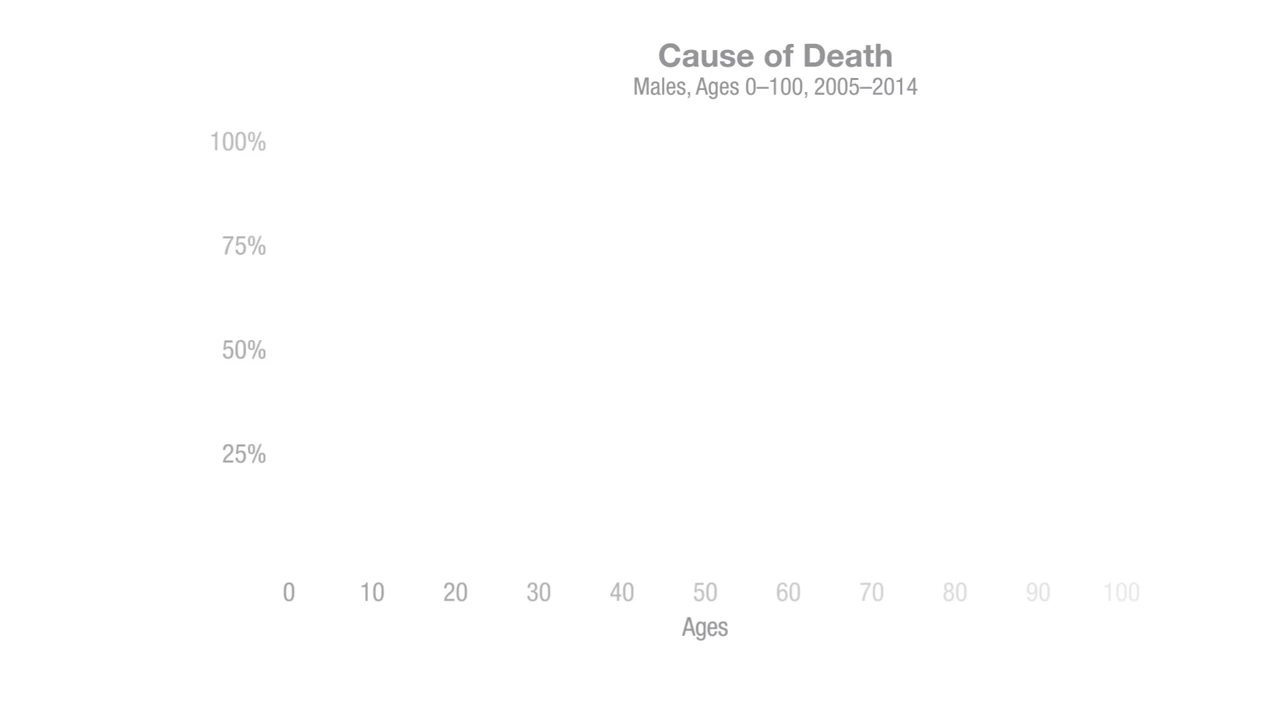 Cause of Death
Males, Ages 0–100, 2005–2014
100%
75%
50%
25%
0 10 20 30 40 50 60 70 80 90 100
Ages